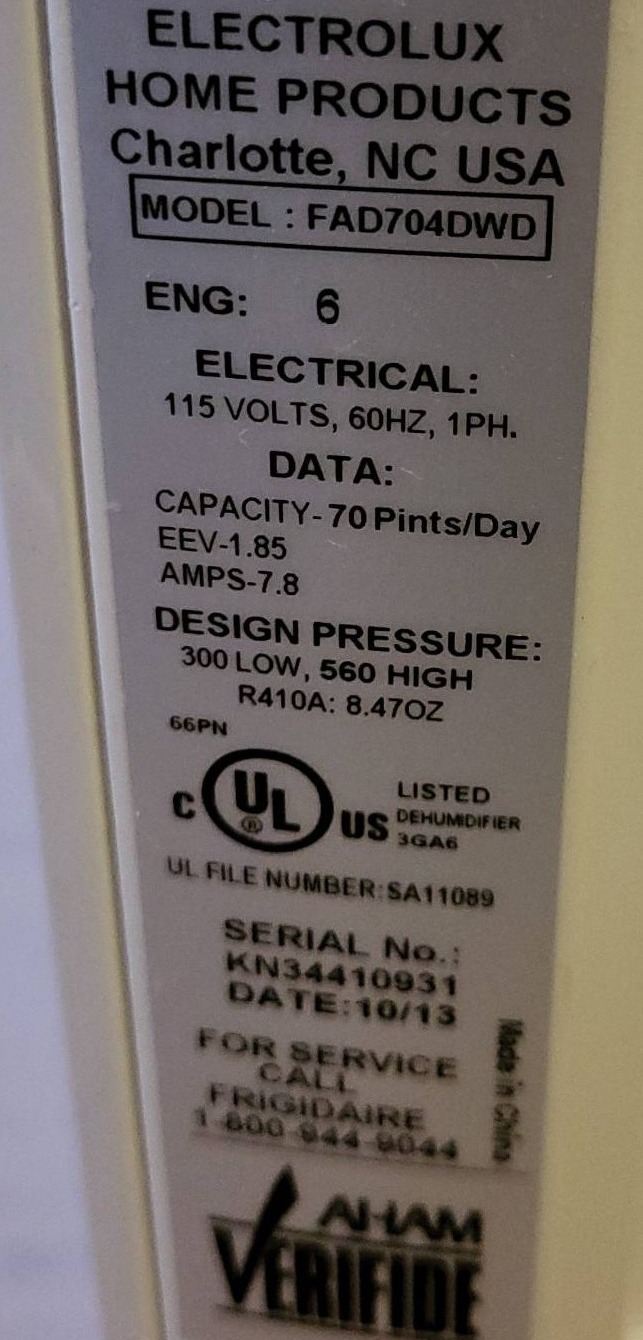 ELECTROLUX
HOME PRODUCTS
Charlotte, NC USA
MODEL : FAD704DWD
ENG: 6
ELECTRICAL:
115 VOLTS, 60HZ, 1PH.
DATA:
CAPACITY-70 Pints/Day
EEV-1.85
AMPS-7.8
DESIGN PRESSURE:
300 LOW, 560 HIGH
R410A: 8.47OZ
66PN
C UL ® US
LISTED
DEHUMIDIFIER
3GA6
UL FILE NUMBER:SA11089
SERIAL No.:
KN34410931
DATE:10/13
FOR SERVICE
CALL
FRIGIDAIRE
1-800-944-9044
Made in China
AHAM
VERIFIDE